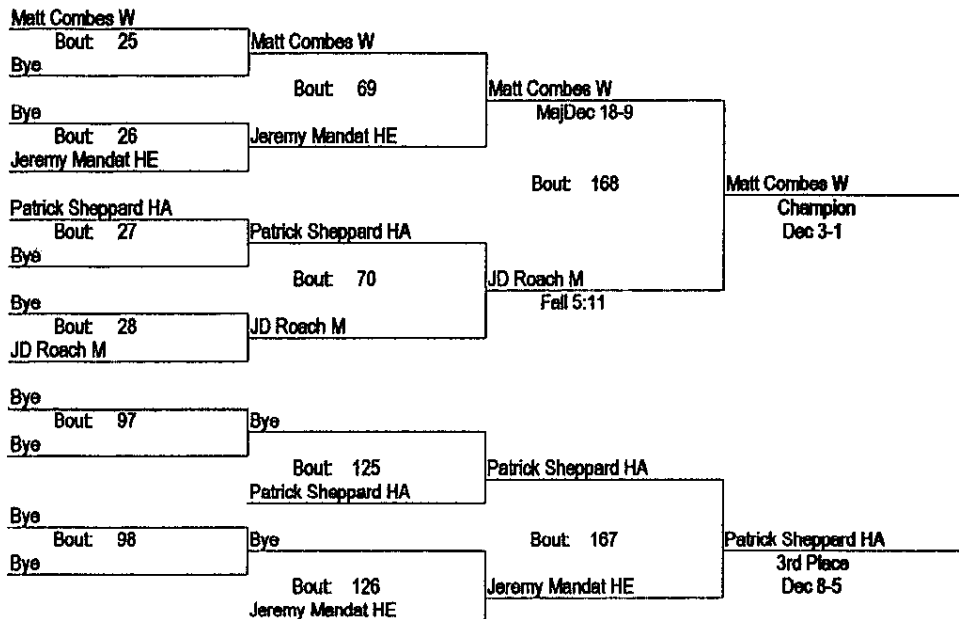 Matt Combes W
Bout: 25
Bye
Matt Combes W
Bout: 69
Bye
Bout: 26
Jeremy Mandat HE
Jeremy Mandat HE
Matt Combes W
MajDec 18-9
Bout: 168
Matt Combes W
Champion
Dec 3-1
Patrick Sheppard HA
Bout: 27
Bye
Patrick Sheppard HA
Bout: 70
Bye
Bout: 28
JD Roach M
JD Roach M
JD Roach M
Fall 5:11
Bye
Bout: 97
Bye
Bye
Bout: 125
Patrick Sheppard HA
Patrick Sheppard HA
Bye
Bout: 98
Bye
Bye
Bout: 126
Jeremy Mandat HE
Bout: 167
Jeremy Mandat HE
Patrick Sheppard HA
3rd Place
Dec 8-5